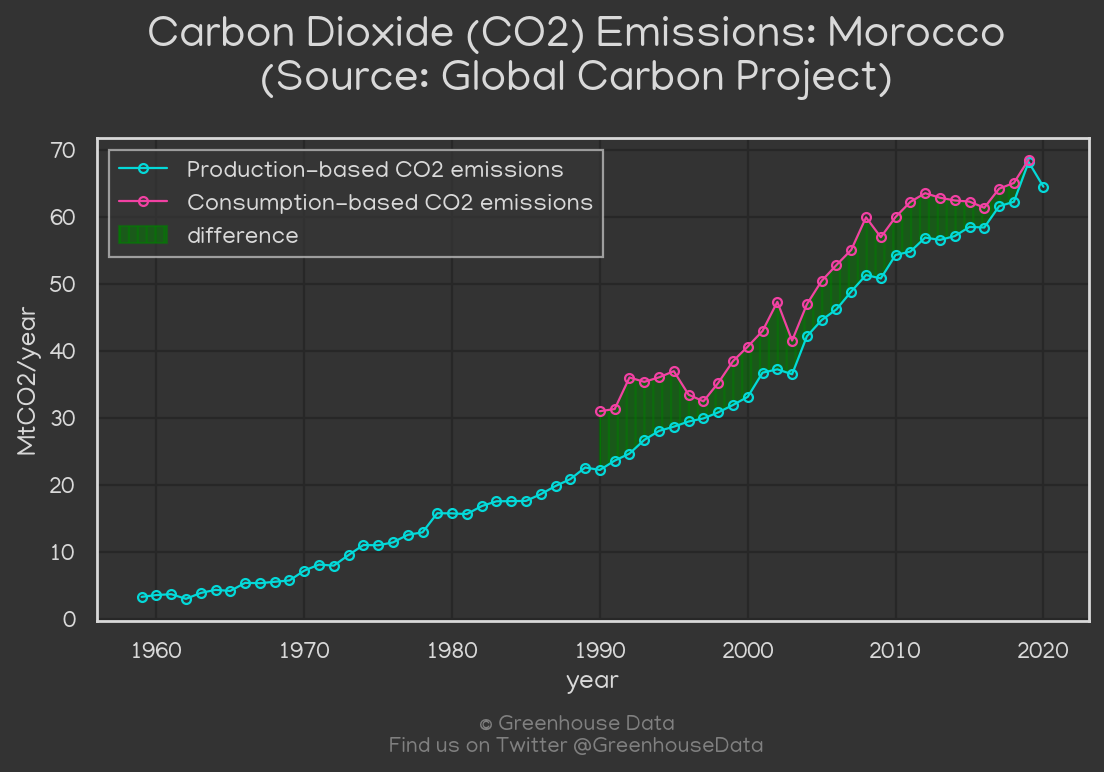 Carbon Dioxide (CO2) Emissions: Morocco
(Source: Global Carbon Project)
Production-based CO2 emissions
Consumption-based CO2 emissions
difference
70
60
50
40
30
20
10
0
MtCO2/year
1960 1970 1980 1990 2000 2010 2020
year
© Greenhouse Data
Find us on Twitter @GreenhouseData